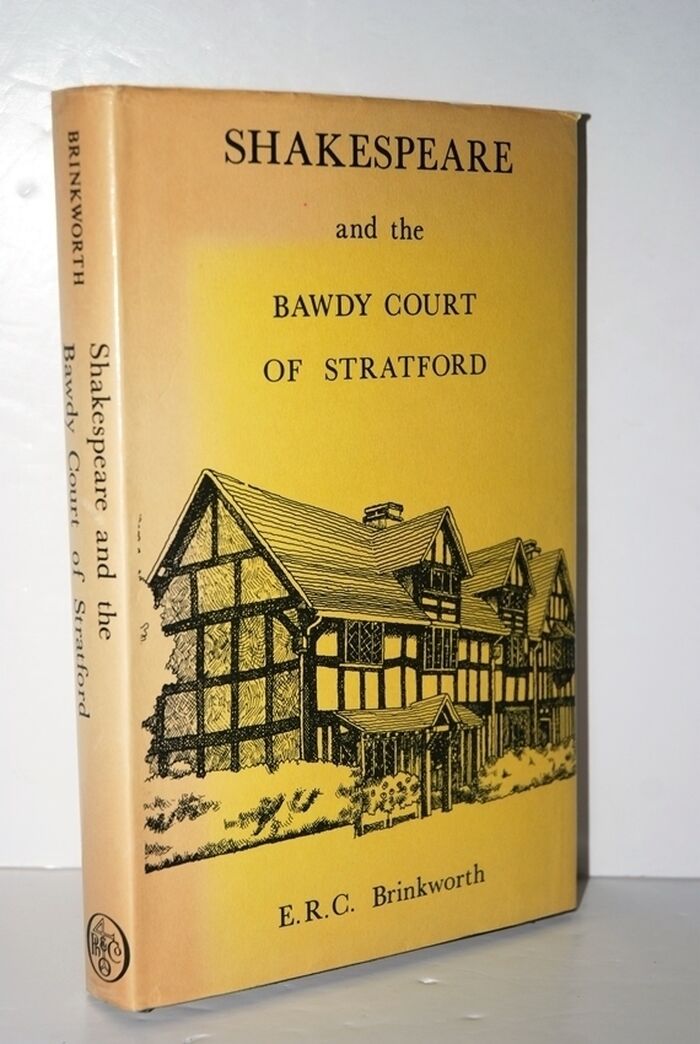 SHAKESPEARE
and the
BAWDY COURT
OF STRATFORD
E.R.C. Brinkworth
BRINKWORTH
Shakespeare and the
Bawdy Court of Stratford